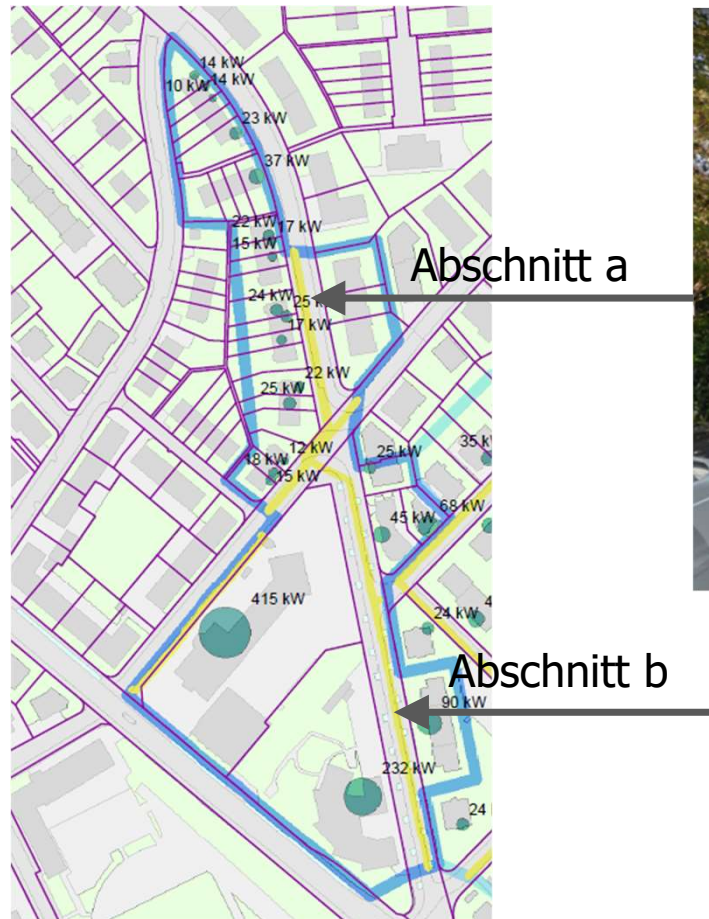 14 kW
10 kW
14 kW
23 kW
37 kW
22 kW
17 kW
15 kW
Abschnitt a
24 kW
25 k
17 kW
22 kW
25 kW
12 kW
18 kW
15 kW
25 kW
35 k
68 kW
45 kW
415 kW
24 kW
4
Abschnitt b
90 kW
232 kW
24